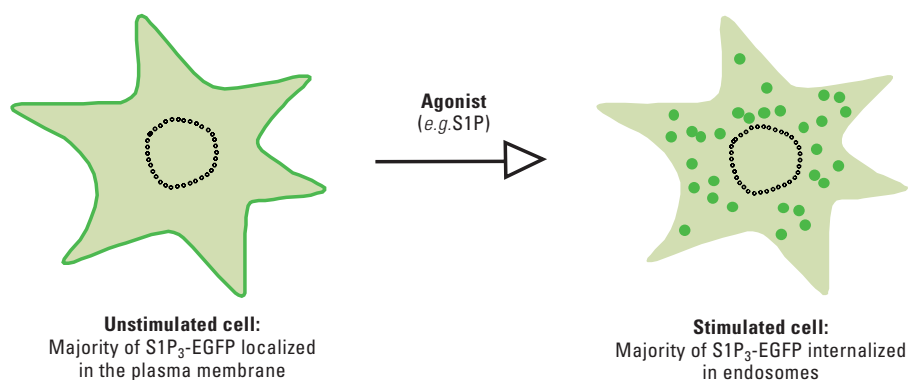 Agonist
(e.g.S1P)
Unstimulated cell:
Majority of S1P₃-EGFP localized
in the plasma membrane
Stimulated cell:
Majority of S1P₃-EGFP internalized
in endosomes